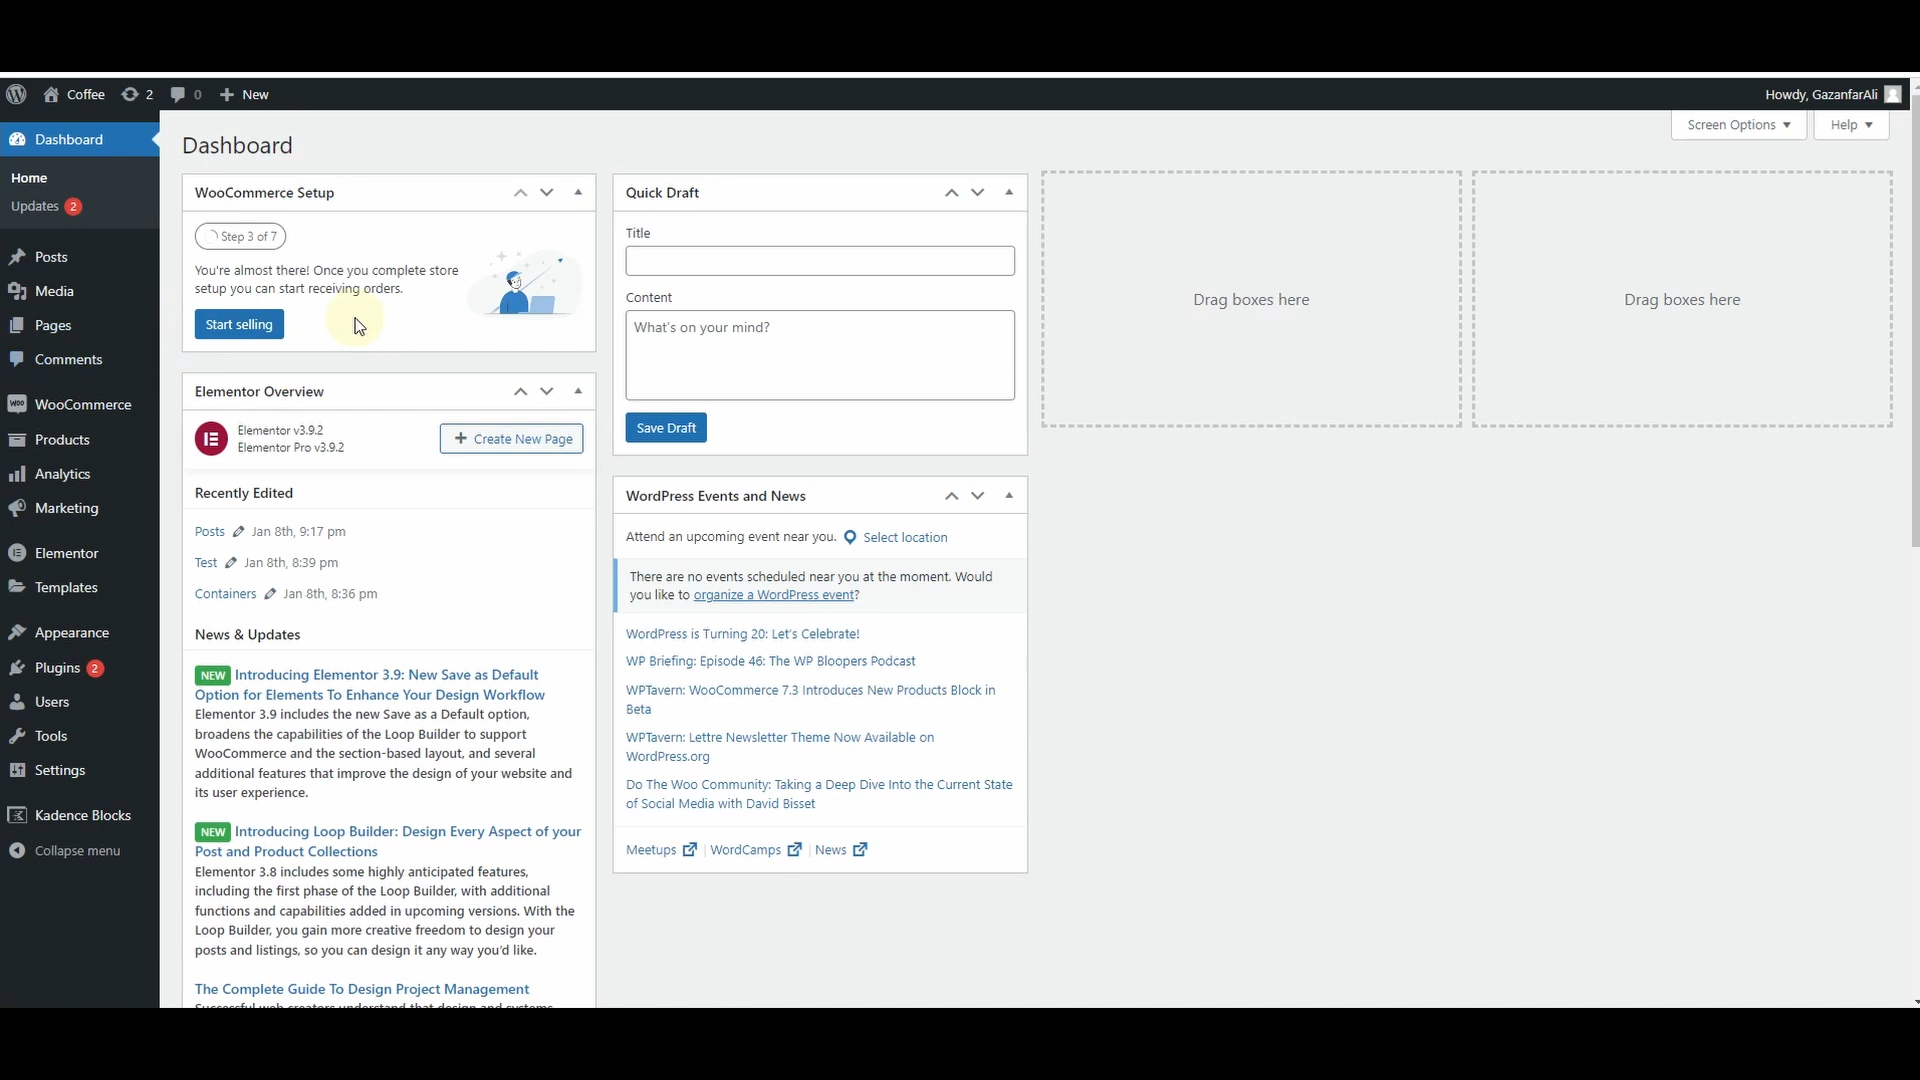 Coffee
2
0
New
Howdy, GazanfarAli
Dashboard
Home
Updates 2
Posts
Media
Pages
Comments
WooCommerce
Products
Analytics
Marketing
Elementor
Templates
Appearance
Plugins 2
Users
Tools
Settings
Kadence Blocks
Collapse menu
Screen Options
Help
Dashboard
WooCommerce Setup
Step 3 of 7
You're almost there! Once you complete store
setup you can start receiving orders.
Start selling
Elementor Overview
Elementor v3.9.2
Elementor Pro v3.9.2
Create New Page
Recently Edited
Posts Jan 8th, 9:17 pm
Test Jan 8th, 8:39 pm
Containers Jan 8th, 8:36 pm
News & Updates
NEW Introducing Elementor 3.9: New Save as Default
Option for Elements To Enhance Your Design Workflow
Elementor 3.9 includes the new Save as a Default option,
broadens the capabilities of the Loop Builder to support
WooCommerce and the section-based layout, and several
additional features that improve the design of your website and
its user experience.
NEW Introducing Loop Builder: Design Every Aspect of your
Post and Product Collections
Elementor 3.8 includes some highly anticipated features,
including the first phase of the Loop Builder, with additional
functions and capabilities added in upcoming versions. With the
Loop Builder, you gain more creative freedom to design your
posts and listings, so you can design it any way you'd like.
The Complete Guide To Design Project Management
Successful web creators understand that design and systems
Quick Draft
Title
Content
What's on your mind?
Save Draft
WordPress Events and News
Attend an upcoming event near you. Select location
There are no events scheduled near you at the moment. Would
you like to organize a WordPress event?
WordPress is Turning 20: Let's Celebrate!
WP Briefing: Episode 46: The WP Bloopers Podcast
WPTavern: WooCommerce 7.3 Introduces New Products Block in
Beta
WPTavern: Lettre Newsletter Theme Now Available on
WordPress.org
Do The Woo Community: Taking a Deep Dive Into the Current State
of Social Media with David Bisset
Meetups | WordCamps | News
Drag boxes here
Drag boxes here